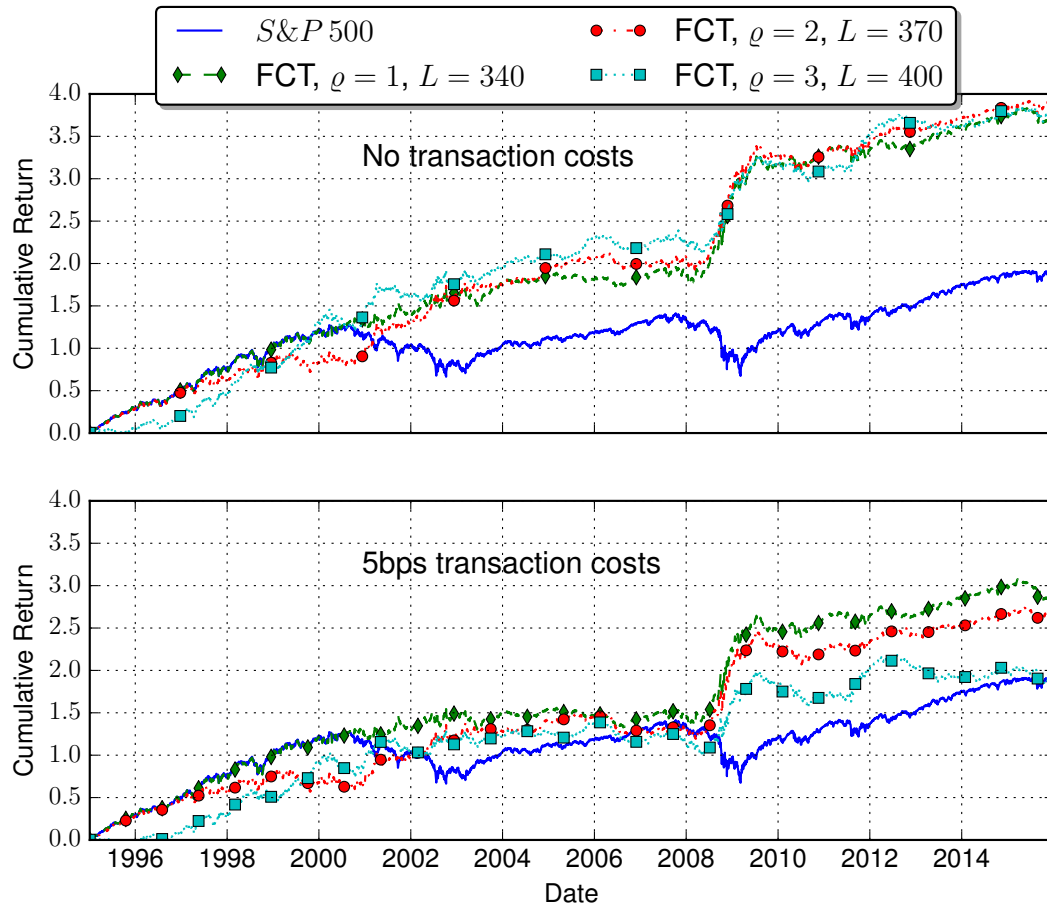 S&P 500
FCT, ϱ = 2, L = 370
FCT, ϱ = 1, L = 340
FCT, ϱ = 3, L = 400
4.0
3.5
3.0
2.5
2.0
1.5
1.0
0.5
0.0
Cumulative Return
No transaction costs
4.0
3.5
3.0
2.5
2.0
1.5
1.0
0.5
0.0
Cumulative Return
5bps transaction costs
1996 1998 2000 2002 2004 2006 2008 2010 2012 2014
Date